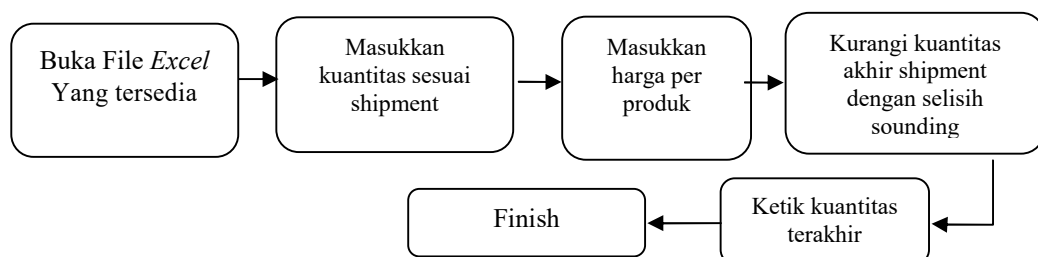 Buka File Excel
Yang tersedia
Masukkan
kuantitas sesuai
shipment
Masukkan
harga per
produk
Kurangi kuantitas
akhir shipment
dengan selisih
sounding
Ketik kuantitas
terakhir
Finish